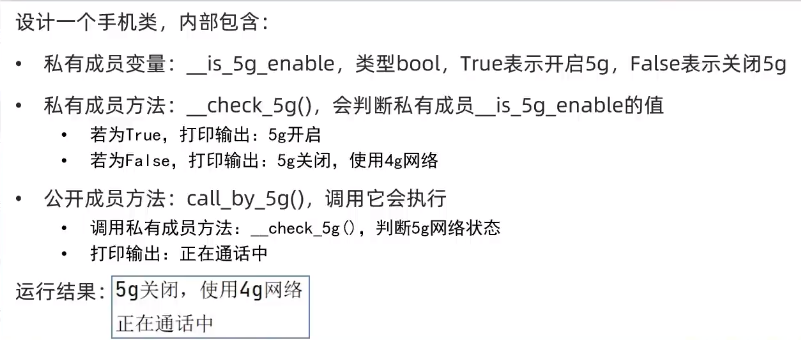 设计一个手机类，内部包含：
• 私有成员变量：__is_5g_enable，类型bool，True表示开启5g，False表示关闭5g
• 私有成员方法：__check_5g()，会判断私有成员__is_5g_enable的值
• 若为True，打印输出：5g开启
• 若为False，打印输出：5g关闭，使用4g网络
• 公开成员方法：call_by_5g()，调用它会执行
• 调用私有成员方法：__check_5g()，判断5g网络状态
• 打印输出：正在通话中
运行结果：5g关闭，使用4g网络
正在通话中